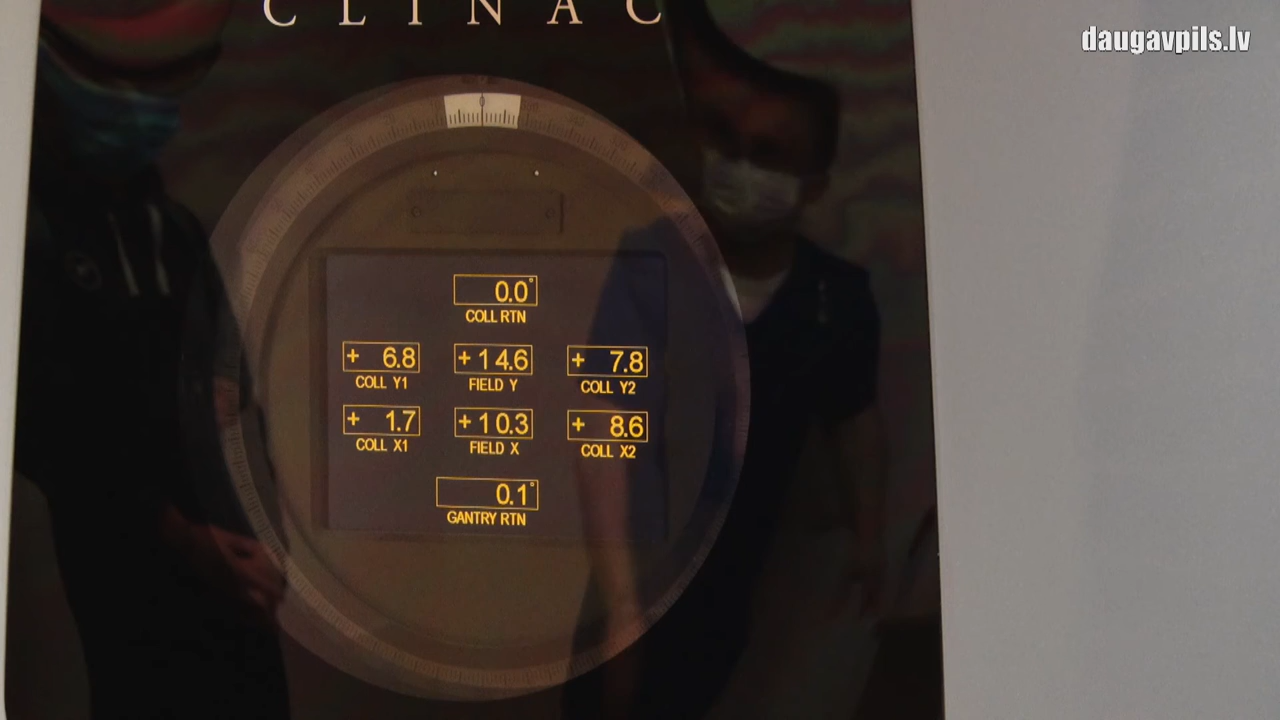 CLINAC
daugavpils.lv
0
0.0°
COLL RTN
+ 6.8
COLL Y1
+14.6
FIELD Y
+ 7.8
COLL Y2
+ 1.7
COLL X1
+10.3
FIELD X
+ 8.6
COLL X2
0.1°
GANTRY RTN